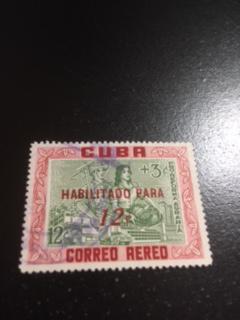 CUBA
+3¢
HABILITADO PARA
12¢
12¢
CORREO AEREO